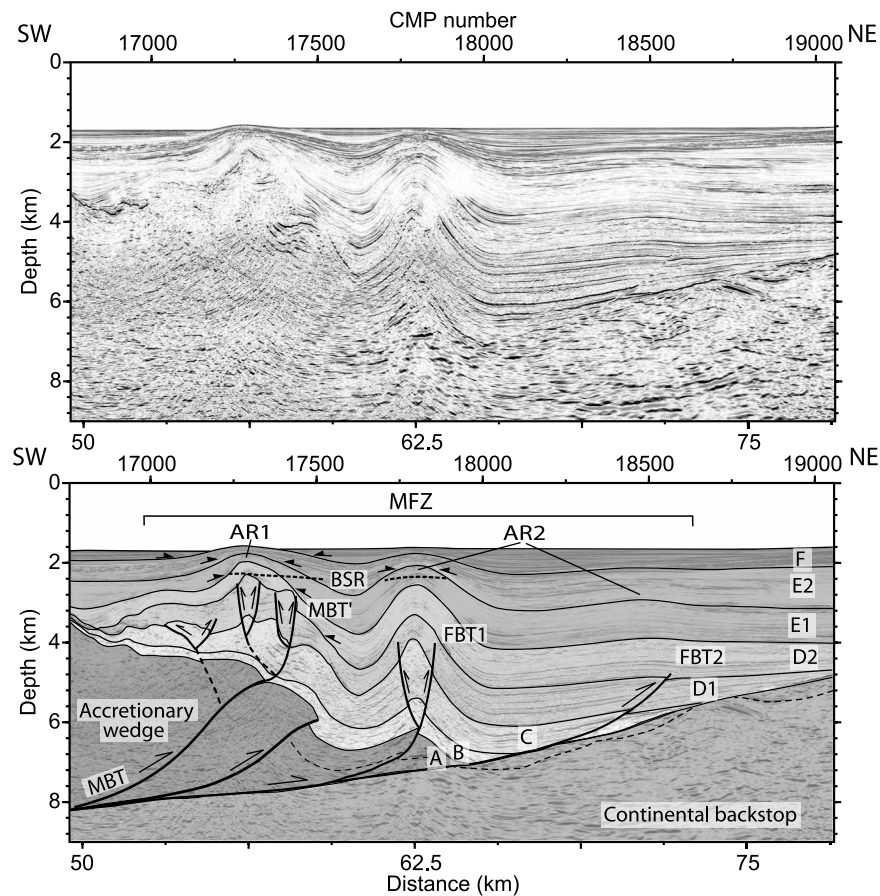 CMP number
SW 17000 17500 18000 18500 19000 NE
0
2
4
6
8
Depth (km)
50 62.5 75
SW 17000 17500 18000 18500 19000 NE
MFZ
AR1 AR2
0
2
4
6
8
Depth (km)
F
BSR E2
MBT'
E1
FBT1
D2
FBT2
D1
Accretionary
wedge
C
B
A
MBT
Continental backstop
50 62.5 75
Distance (km)